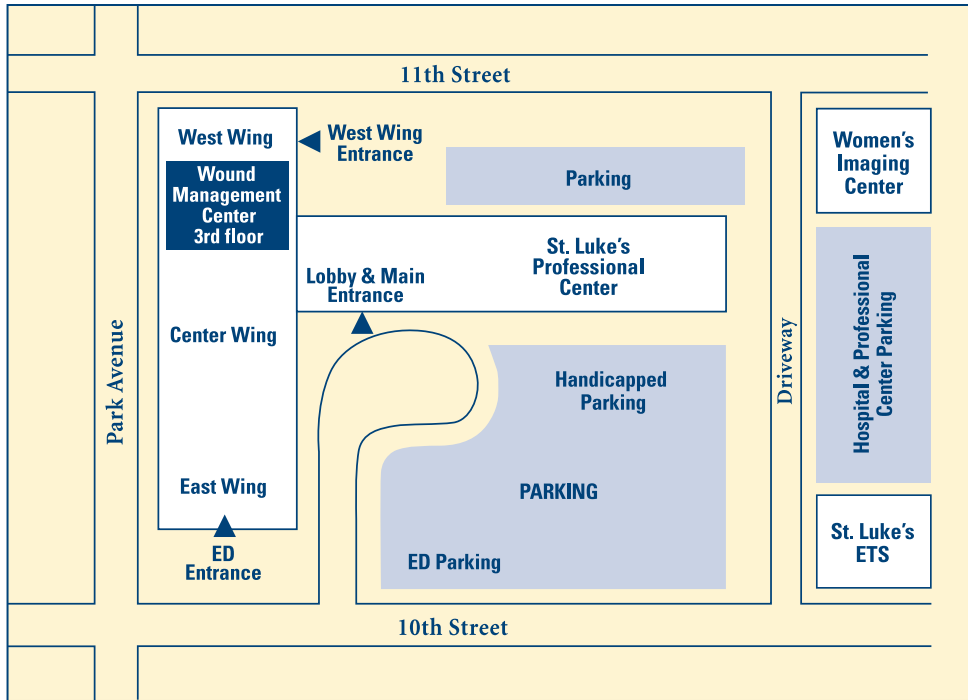 11th Street
West Wing
West Wing
Entrance
Wound
Management
Center
3rd floor
Parking
Women's
Imaging
Center
St. Luke's
Professional
Center
Lobby & Main
Entrance
Center Wing
Park Avenue
Driveway
Hospital & Professional
Center Parking
Handicapped
Parking
East Wing
PARKING
ED
Entrance
ED Parking
St. Luke's
ETS
10th Street